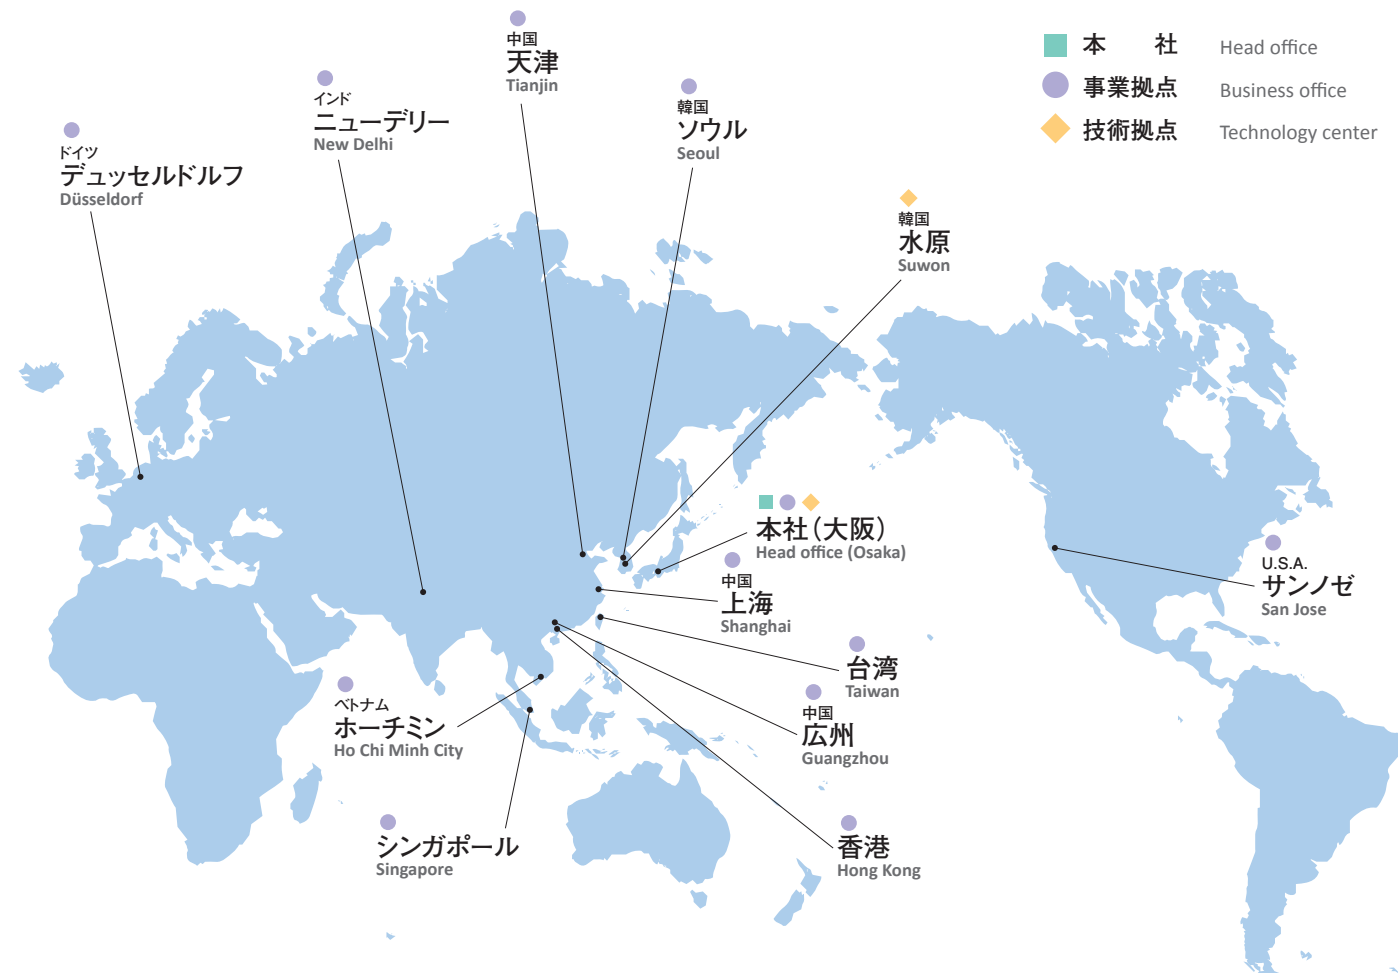 本　社 Head office
事業拠点 Business office
技術拠点 Technology center
中国
天津
Tianjin
インド
ニューデリー
New Delhi
韓国
ソウル
Seoul
ドイツ
デュッセルドルフ
Düsseldorf
韓国
水原
Suwon
本社(大阪)
Head office (Osaka)
中国
上海
Shanghai
U.S.A.
サンノゼ
San Jose
台湾
Taiwan
ベトナム
ホーチミン
Ho Chi Minh City
中国
広州
Guangzhou
シンガポール
Singapore
香港
Hong Kong